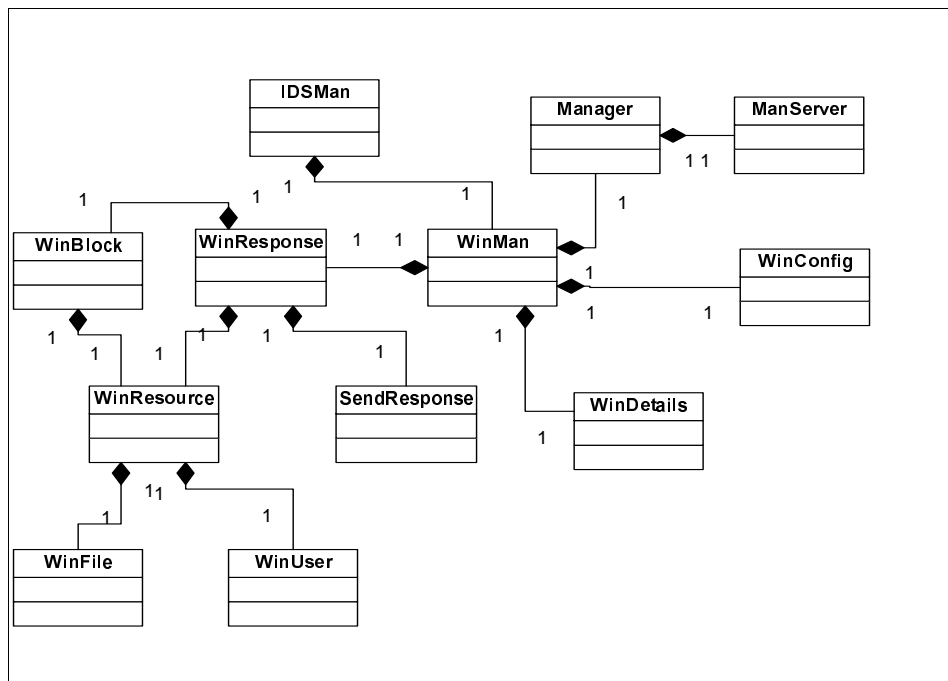 IDSMan
Manager
ManServer
1 1
1
1
1
1
1
WinBlock
WinResponse
1
1
WinMan
1
WinConfig
1
1
1
1
1
1
1
1
1
1
WinResource
SendResponse
WinDetails
1
11
1
1
WinFile
WinUser